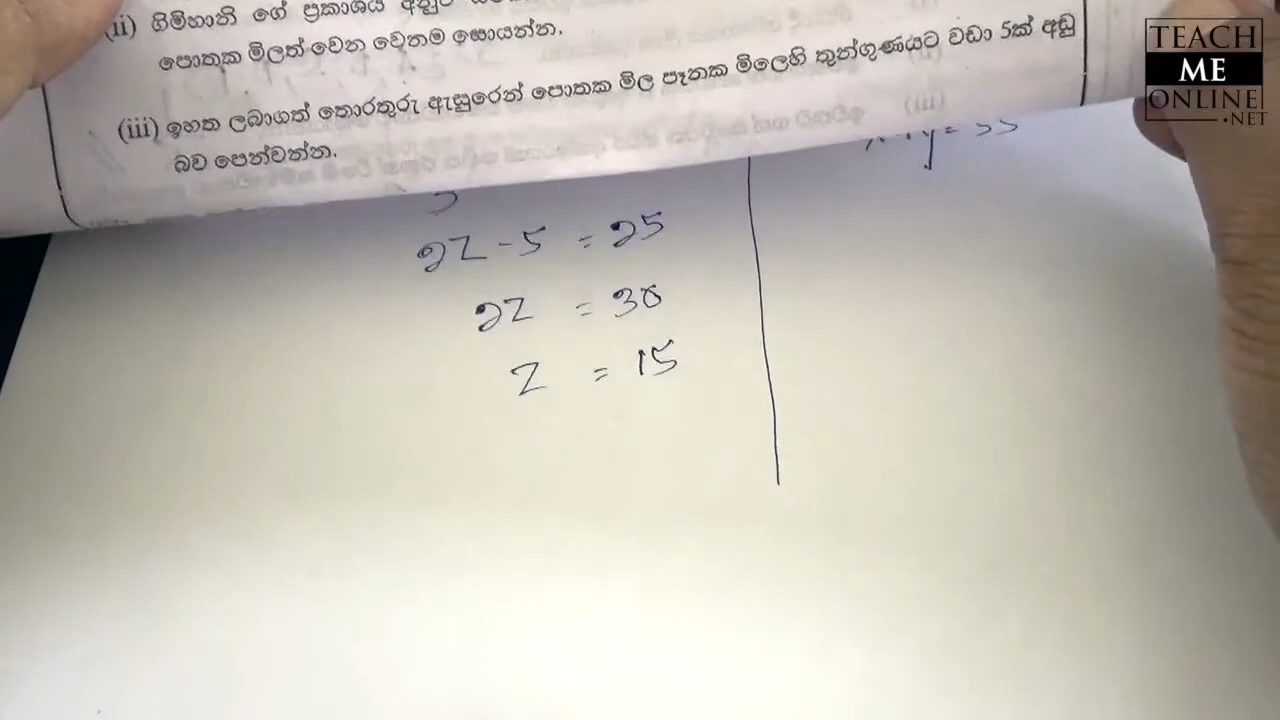 (ii) ගිම්හානි ගේ ප්‍රකාශය අනුව
පොතක මිලත් වෙන වෙනම සොයන්න.
(iii) ඉහත ලබාගත් තොරතුරු ඇසුරෙන් පොතක මිල පෑනක මිලෙහි තුන්ගුණයට වඩා 5ක් අඩු
බව පෙන්වන්න.
2Z - 5 = 25
2Z = 30
Z = 15
TEACH
ME
ONLINE
.NET